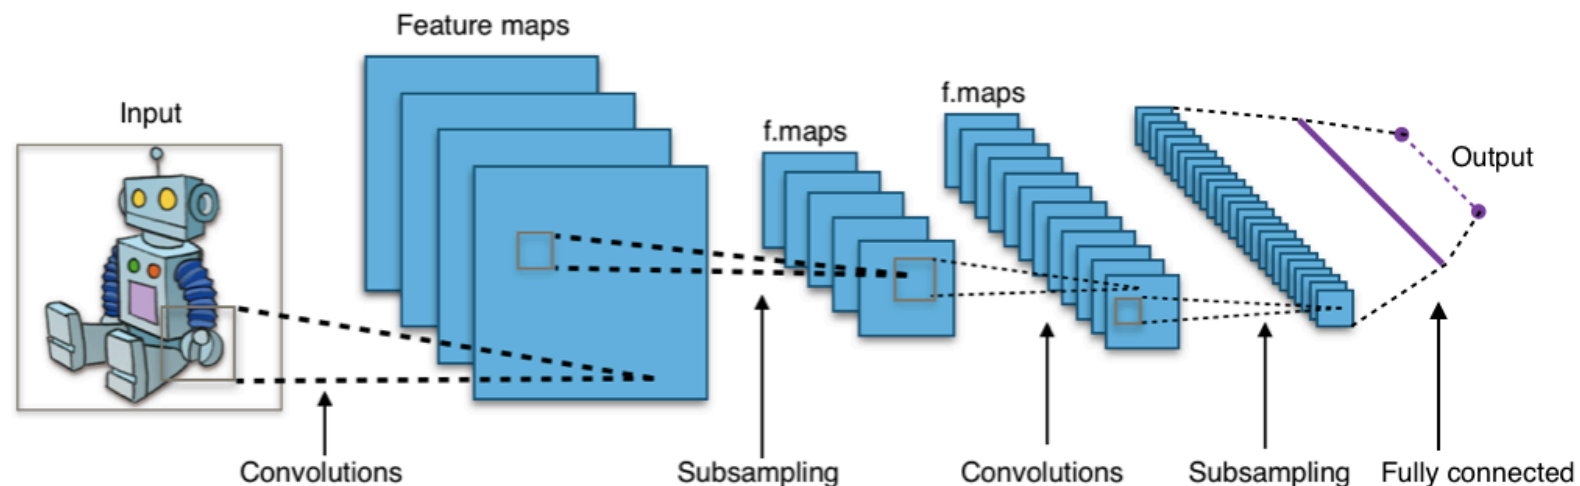 Feature maps
Input
f.maps
f.maps
Output
Convolutions
Subsampling
Convolutions
Subsampling
Fully connected